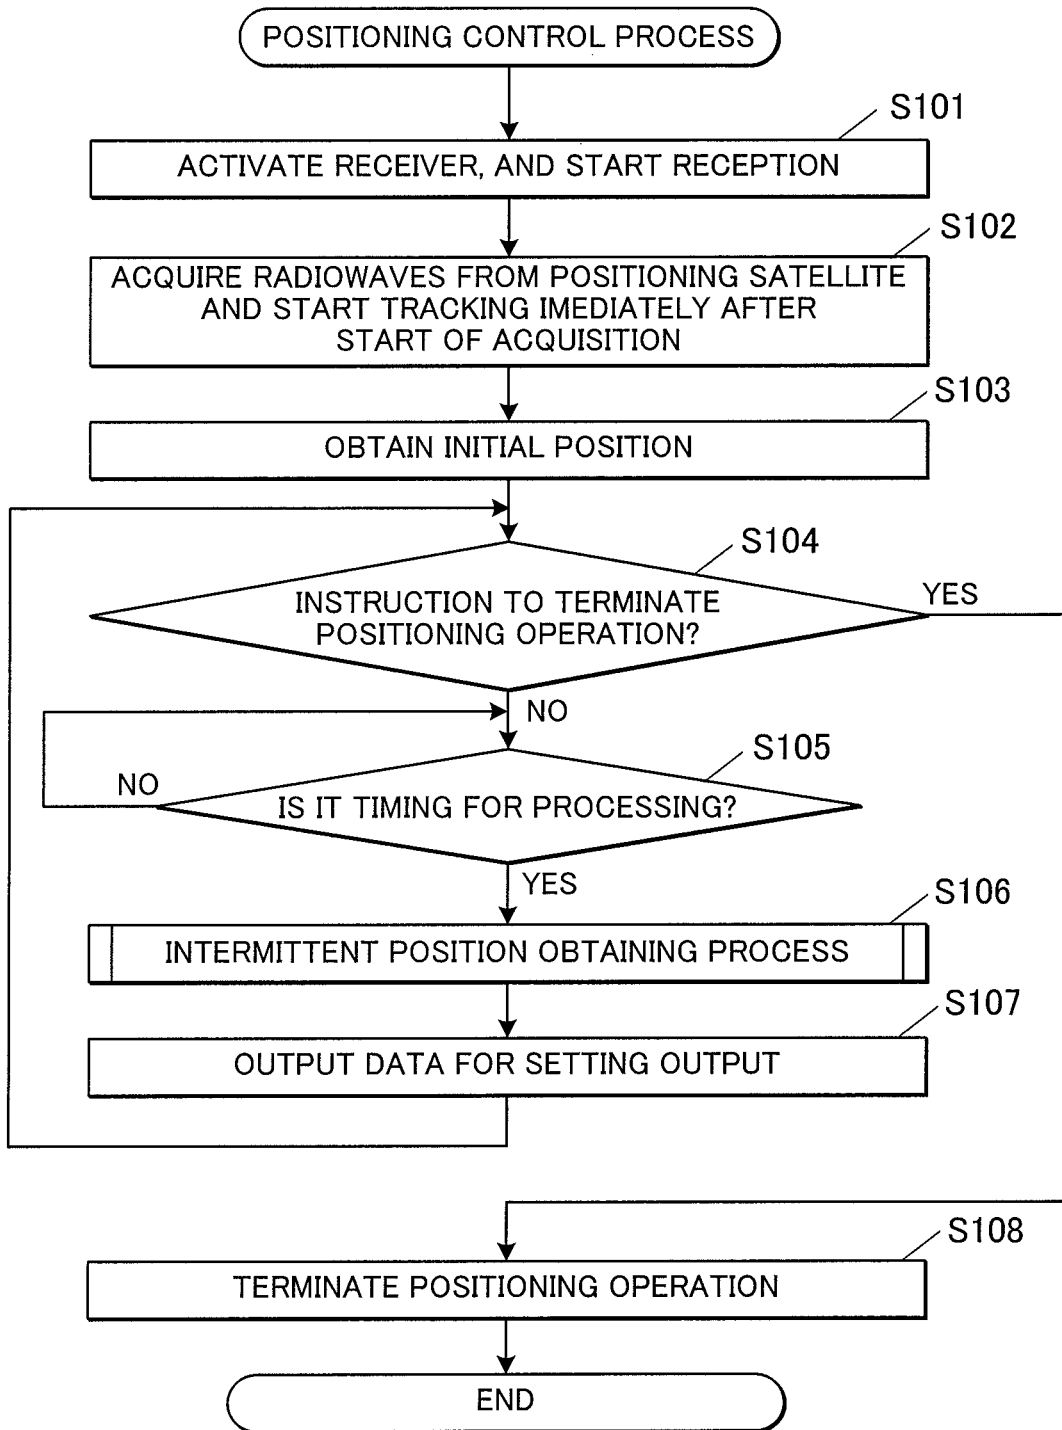 POSITIONING CONTROL PROCESS
S101
ACTIVATE RECEIVER, AND START RECEPTION
S102
ACQUIRE RADIOWAVES FROM POSITIONING SATELLITE
AND START TRACKING IMEDIATELY AFTER
START OF ACQUISITION
S103
OBTAIN INITIAL POSITION
S104
INSTRUCTION TO TERMINATE
POSITIONING OPERATION?
YES
NO
S105
NO
IS IT TIMING FOR PROCESSING?
YES
S106
INTERMITTENT POSITION OBTAINING PROCESS
S107
OUTPUT DATA FOR SETTING OUTPUT
S108
TERMINATE POSITIONING OPERATION
END